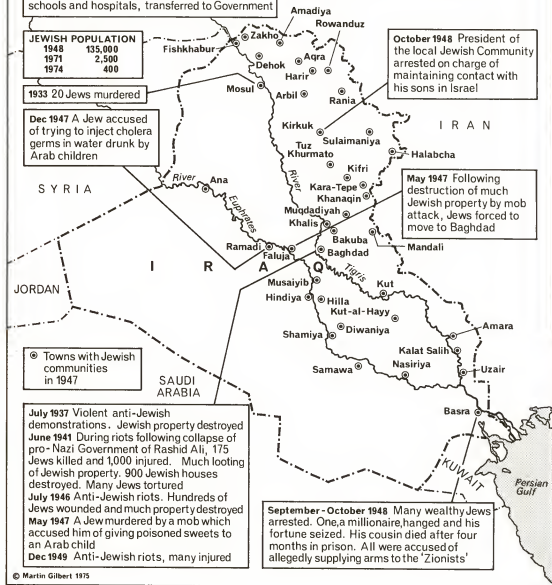 schools and hospitals, transferred to Government
Amadiya
Rowanduz
Zakho
Fishkhabur
Aqra
Dehok
Harir
Mosul
Arbil
Rania
JEWISH POPULATION
1948 135,000
1971 2,500
1974 400
1933 20 Jews murdered
Dec 1947 A Jew accused
of trying to inject cholera
germs in water drunk by
Arab children
October 1948 President of
the local Jewish Community
arrested on charge of
maintaining contact with
his sons in Israel
Kirkuk
Sulaimaniya
Tuz
Khurmato
Halabcha
Kifri
Kara-Tepe
Khanaqin
Muqdadiyah
Khalis
Bakuba
Baghdad
Mandali
IRAN
SYRIA
River
Ana
Euphrates
River
Tigris
Ramadi
Faluja
IRAQ
JORDAN
May 1947 Following
destruction of much
Jewish property by mob
attack, Jews forced to
move to Baghdad
Musaiyib
Hindiya
Hilla
Kut
Kut-al-Hayy
Diwaniya
Shamiya
Amara
Kalat Salih
Samawa
Nasiriya
Uzair
Basra
Towns with Jewish
communities
in 1947
SAUDI
ARABIA
KUWAIT
Persian
Gulf
July 1937 Violent anti-Jewish
demonstrations. Jewish property destroyed
June 1941 During riots following collapse of
pro-Nazi Government of Rashid Ali, 175
Jews killed and 1,000 injured. Much looting
of Jewish property. 900 Jewish houses
destroyed. Many Jews tortured
July 1946 Anti-Jewish riots. Hundreds of
Jews wounded and much property destroyed
May 1947 A Jew murdered by a mob which
accused him of giving poisoned sweets to
an Arab child
Dec 1949 Anti-Jewish riots, many injured
September - October 1948 Many wealthy Jews
arrested. One, a millionaire, hanged and his
fortune seized. His cousin died after four
months in prison. All were accused of
allegedly supplying arms to the 'Zionists'
© Martin Gilbert 1975